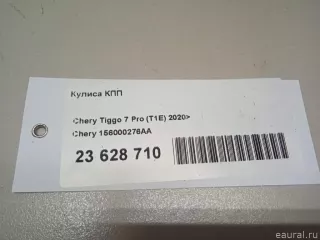 Кулиса КПП
Chery Tiggo 7 Pro (T1E) 2020>
Chery 156000276AA
23 628 710
eaural.ru